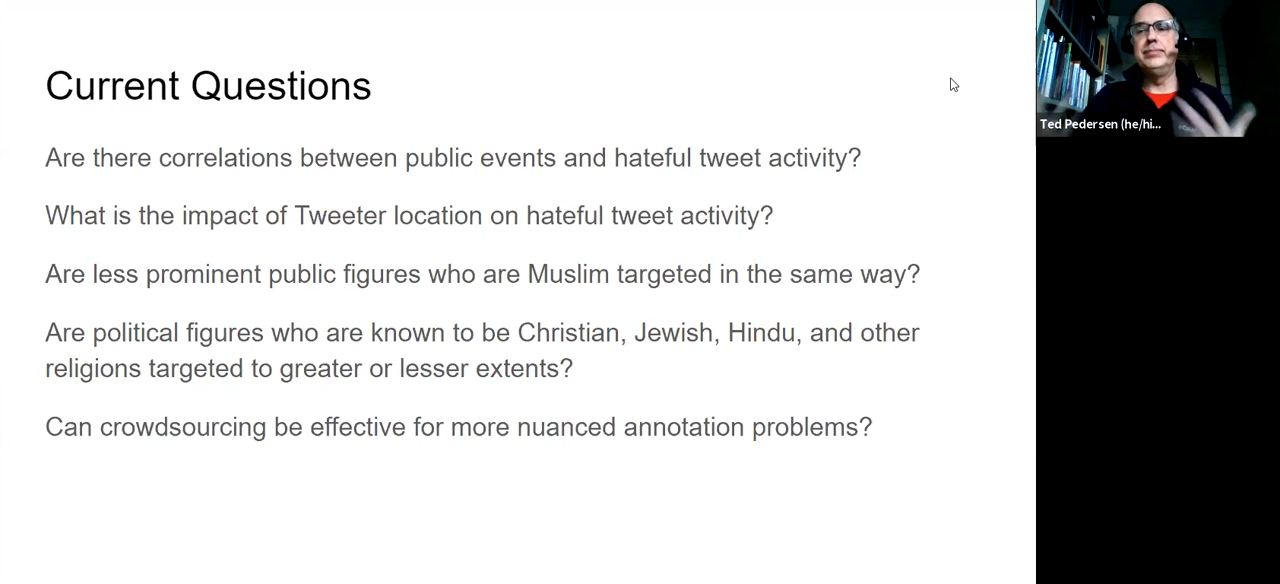 Current Questions
Are there correlations between public events and hateful tweet activity?
What is the impact of Tweeter location on hateful tweet activity?
Are less prominent public figures who are Muslim targeted in the same way?
Are political figures who are known to be Christian, Jewish, Hindu, and other
religions targeted to greater or lesser extents?
Can crowdsourcing be effective for more nuanced annotation problems?
Ted Pedersen (he/hi...